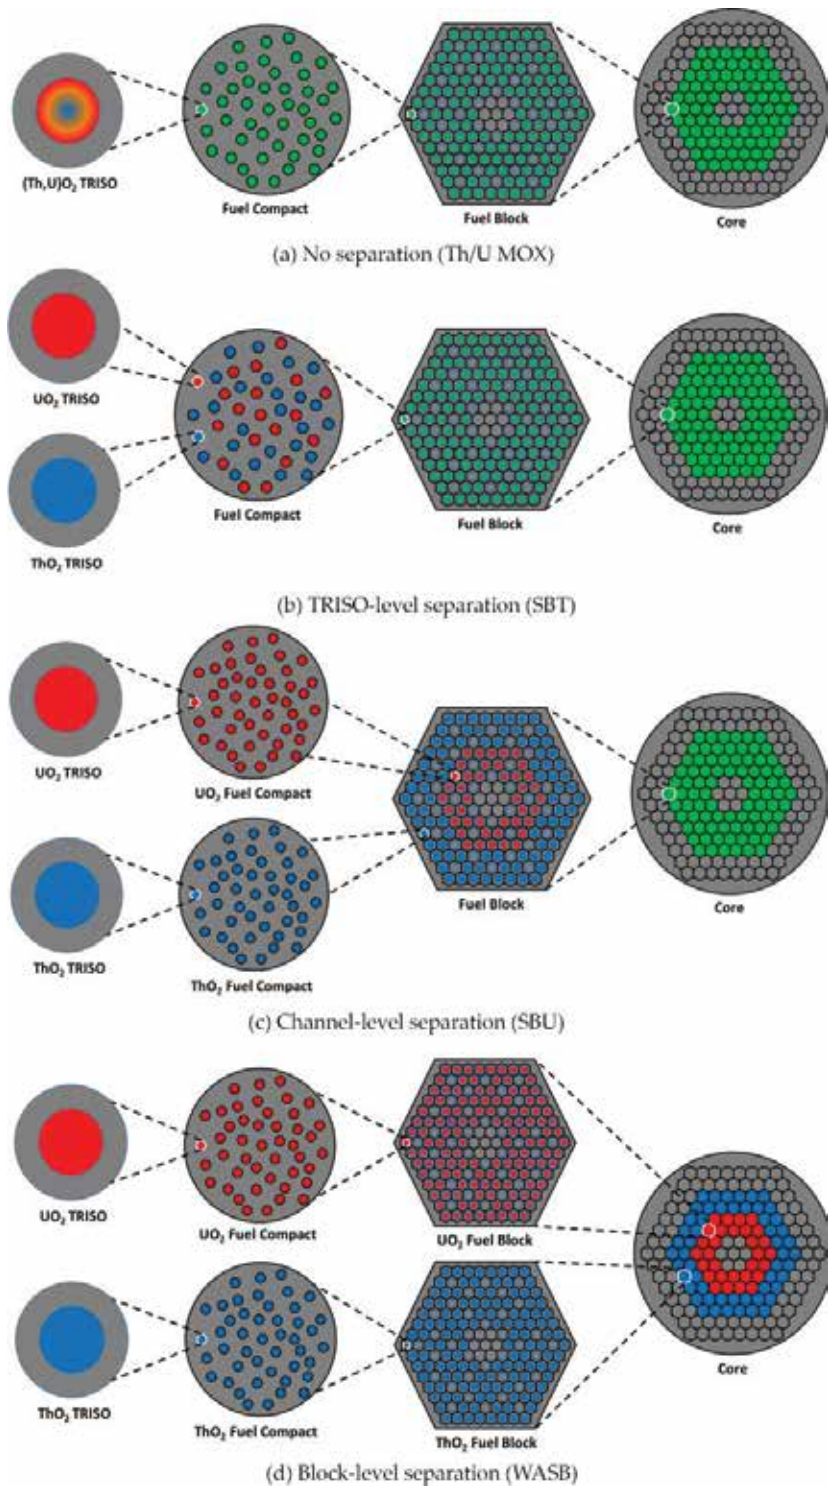 (Th,U)O₂ TRISO
Fuel Compact
Fuel Block
Core
(a) No separation (Th/U MOX)
UO₂ TRISO
ThO₂ TRISO
Fuel Compact
Fuel Block
Core
(b) TRISO-level separation (SBT)
UO₂ TRISO
UO₂ Fuel Compact
ThO₂ TRISO
ThO₂ Fuel Compact
Fuel Block
Core
(c) Channel-level separation (SBU)
UO₂ TRISO
UO₂ Fuel Compact
UO₂ Fuel Block
ThO₂ TRISO
ThO₂ Fuel Compact
ThO₂ Fuel Block
Core
(d) Block-level separation (WASB)